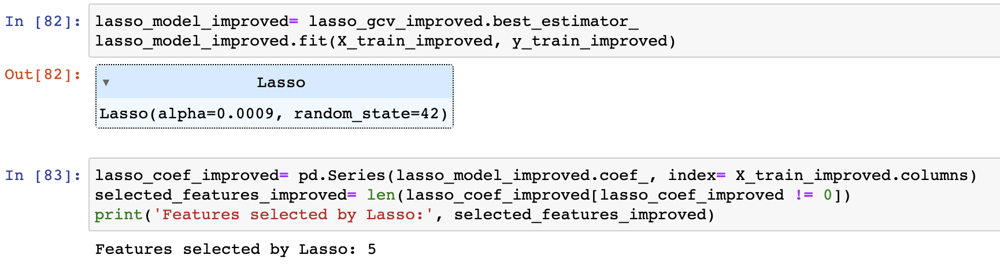 In [82]: lasso_model_improved= lasso_gcv_improved.best_estimator_
lasso_model_improved.fit(X_train_improved, y_train_improved)
Out[82]:
▼ Lasso
Lasso(alpha=0.0009, random_state=42)
In [83]: lasso_coef_improved= pd.Series(lasso_model_improved.coef_, index= X_train_improved.columns)
selected_features_improved= len(lasso_coef_improved[lasso_coef_improved != 0])
print('Features selected by Lasso:', selected_features_improved)
Features selected by Lasso: 5